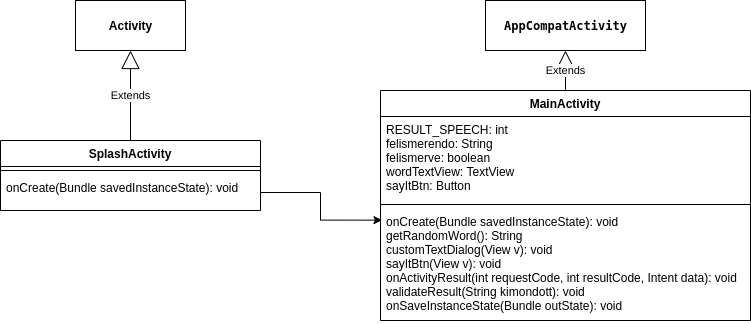 Activity
AppCompatActivity
Extends
Extends
SplashActivity
onCreate(Bundle savedInstanceState): void
MainActivity
RESULT_SPEECH: int
felismerendo: String
felismerve: boolean
wordTextView: TextView
sayItBtn: Button
onCreate(Bundle savedInstanceState): void
getRandomWord(): String
customTextDialog(View v): void
sayItBtn(View v): void
onActivityResult(int requestCode, int resultCode, Intent data): void
validateResult(String kimondott): void
onSaveInstanceState(Bundle outState): void